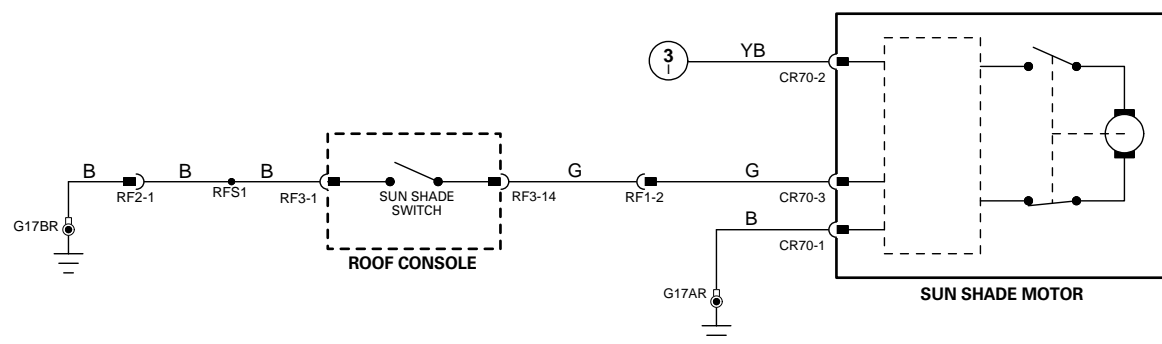 3
I
YB
CR70-2
B
B
B
G
G
RF2-1
RFS1
RF3-1
SUN SHADE
SWITCH
RF3-14
RF1-2
CR70-3
G17BR
B
CR70-1
ROOF CONSOLE
G17AR
SUN SHADE MOTOR